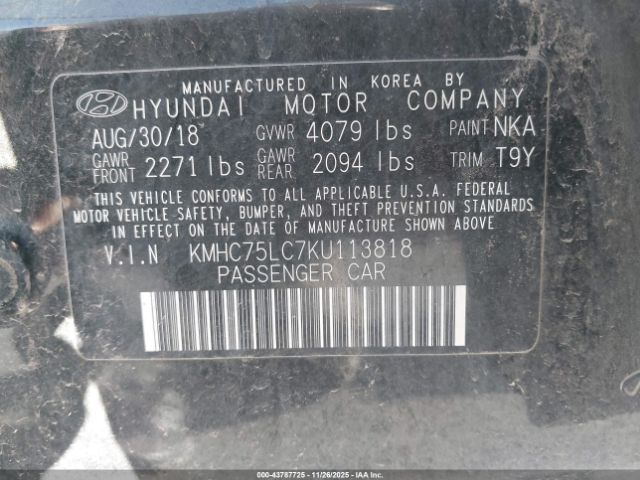 MANUFACTURED IN KOREA BY
HYUNDAI MOTOR COMPANY
AUG/30/18 GVWR 4079 lbs PAINT NKA
GAWR FRONT 2271 lbs GAWR REAR 2094 lbs TRIM T9Y
THIS VEHICLE CONFORMS TO ALL APPLICABLE U.S.A. FEDERAL
MOTOR VEHICLE-SAFETY, BUMPER, AND THEFT PREVENTION STANDARDS
IN EFFECT ON THE DATE OF MANUFACTURE SHOWN ABOVE
V.I.N KMHC75LC7KU113818
PASSENGER CAR
000-43787725 - 11/26/2025 - IAAI, Inc.